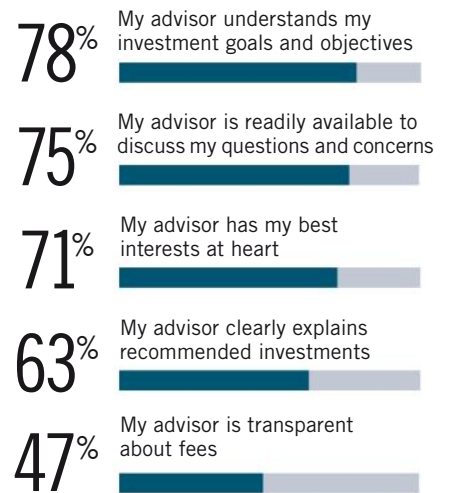 78%
My advisor understands my
investment goals and objectives
75%
My advisor is readily available to
discuss my questions and concerns
71%
My advisor has my best
interests at heart
63%
My advisor clearly explains
recommended investments
47%
My advisor is transparent
about fees